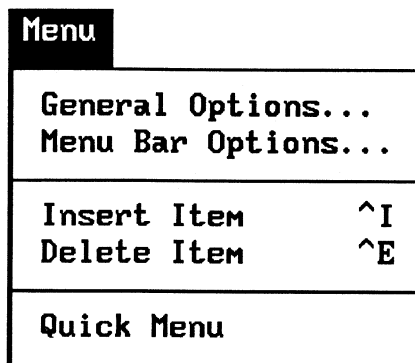 Menu
General Options...
Menu Bar Options...
Insert Item ^I
Delete Item ^E
Quick Menu